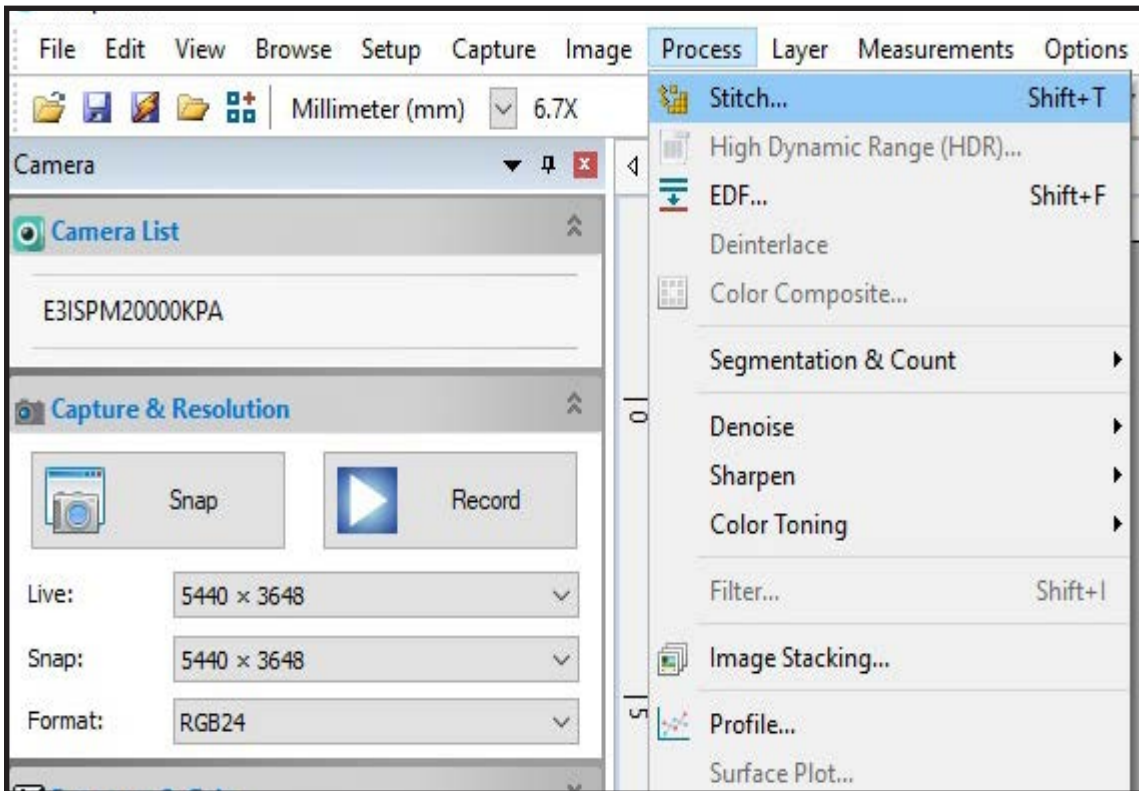 File Edit View Browse Setup Capture Image Process Layer Measurements Options
Millimeter (mm) 6.7X
Camera
Camera List
E3ISPM20000KPA
Capture & Resolution
Snap Record
Live: 5440 × 3648
Snap: 5440 × 3648
Format: RGB24
0
5
Stitch... Shift+T
High Dynamic Range (HDR)...
EDF... Shift+F
Deinterlace
Color Composite...
Segmentation & Count
Denoise
Sharpen
Color Toning
Filter... Shift+I
Image Stacking...
Profile...
Surface Plot...